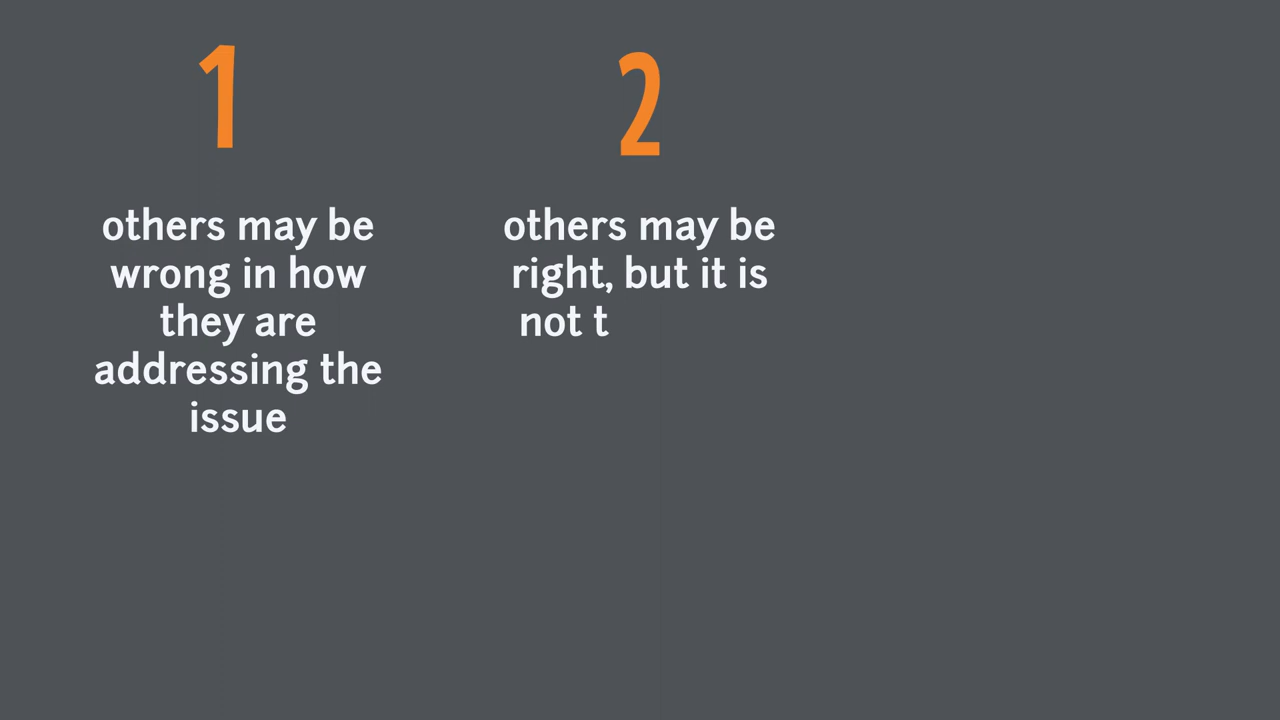 1
others may be
wrong in how
they are
addressing the
issue
2
others may be
right, but it is
not t